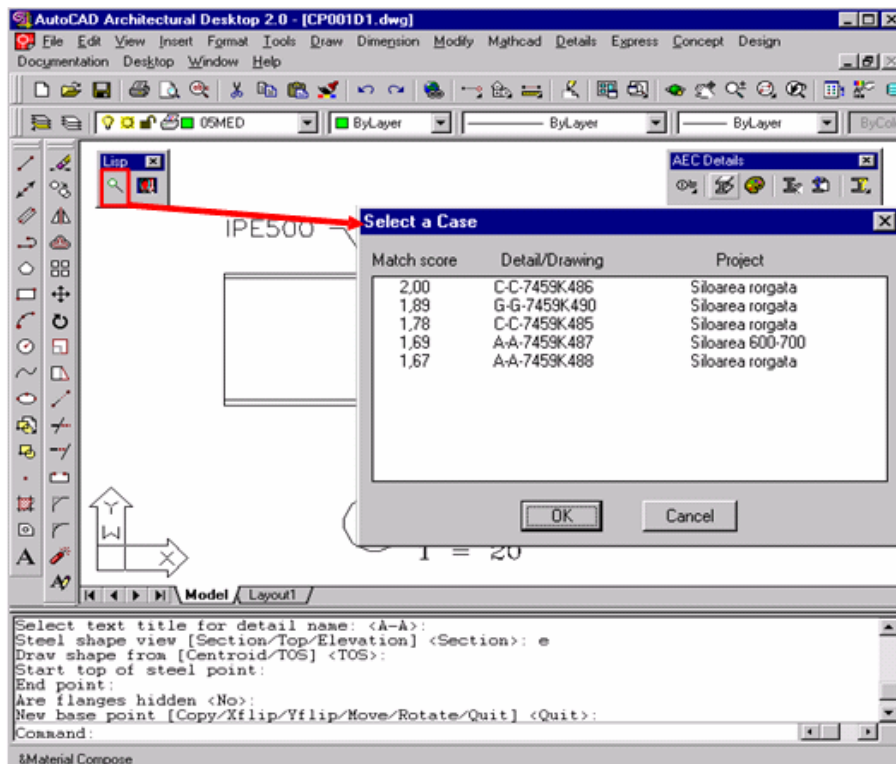 AutoCAD Architectural Desktop 2.0 - [CP001D1.dwg]
File Edit View Insert Format Tools Draw Dimension Modify Mathcad Details Express Concept Design
Documentation Desktop Window Help
05MED ByLayer ByLayer ByLayer ByCol
Lisp
AEC Details
IPE500
Select a Case
Match score Detail/Drawing Project
2,00 C-C-7459K486 Siloarea rorgata
1,89 G-G-7459K490 Siloarea rorgata
1,78 C-C-7459K485 Siloarea rorgata
1,69 A-A-7459K487 Siloarea 600-700
1,67 A-A-7459K488 Siloarea rorgata
OK Cancel
Y
W
X
1 = 20
A
Model Layout1
Select text title for detail name: <A-A>:
Steel shape view [Section/Top/Elevation] <Section>: e
Draw shape from [Centroid/TOS] <TOS>:
Start top of steel point:
End point:
Are flanges hidden <No>:
New base point [Copy/Xflip/Yflip/Move/Rotate/Quit] <Quit>:
Command:
&Material Compose